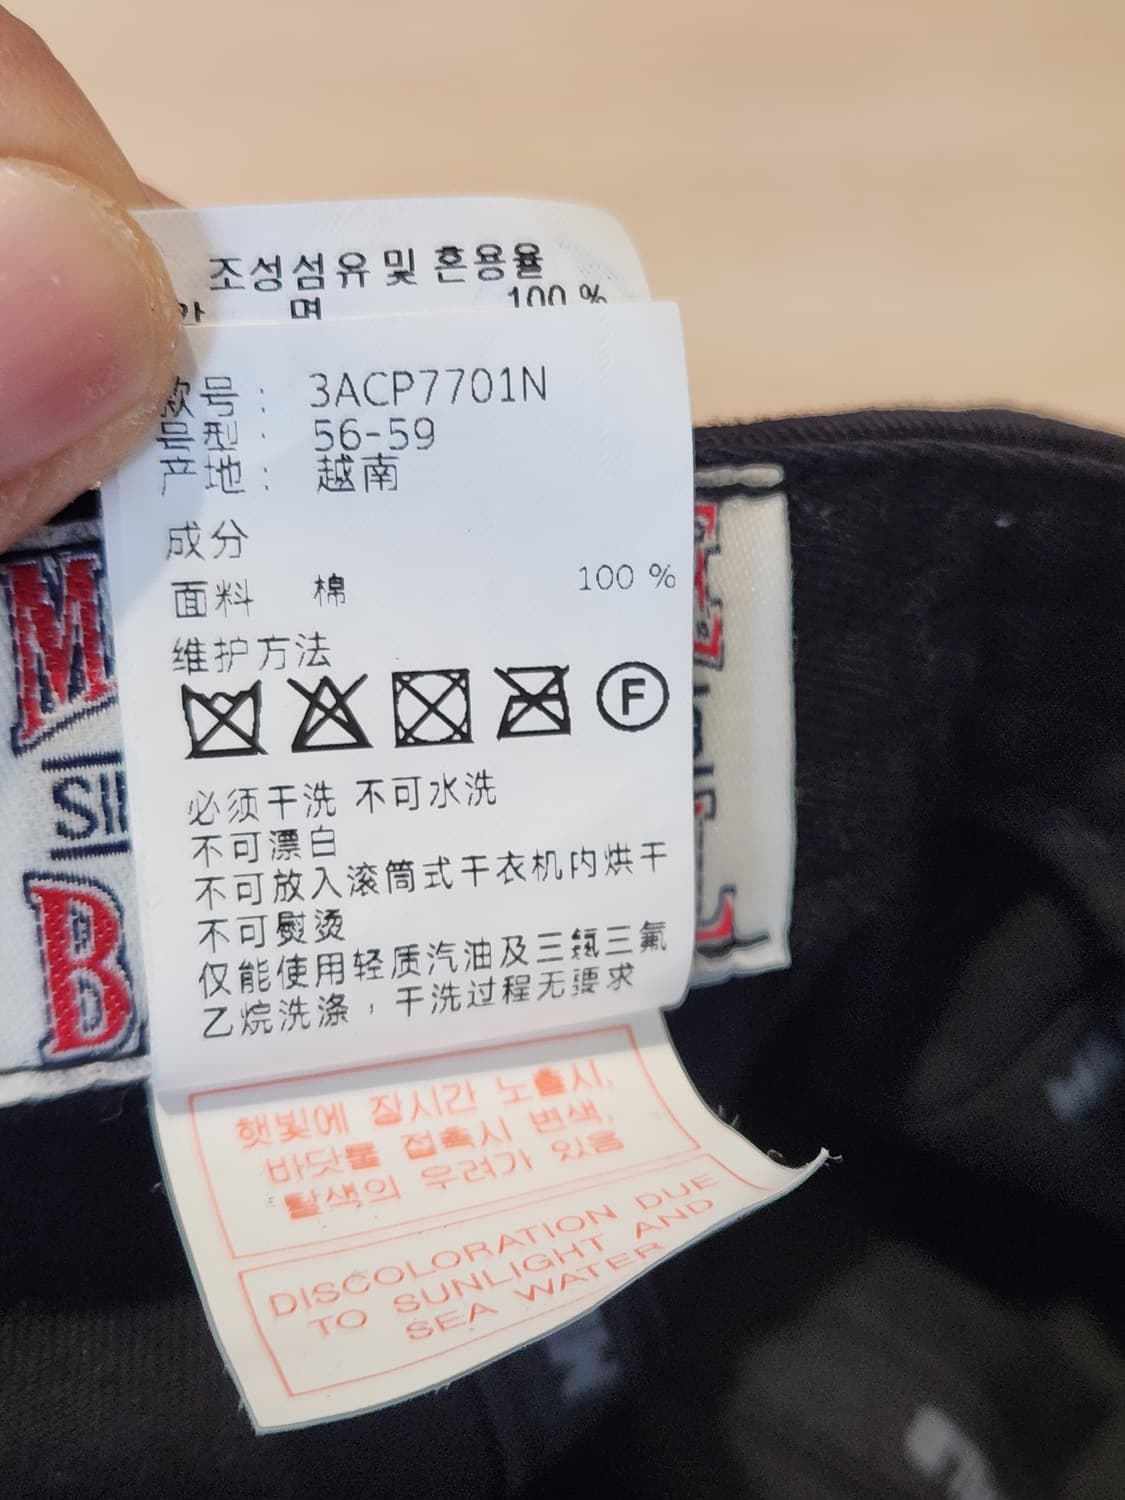 조성섬유 및 혼용율
면 100 %
款号： 3ACP7701N
号型： 56-59
产地： 越南
成分
面料 棉 100 %
维护方法
F
必须干洗 不可水洗
不可漂白
不可放入滚筒式干衣机内烘干
不可熨烫
仅能使用轻质汽油及三氯三氟
乙烷洗涤，干洗过程无要求
햇빛에 장시간 노출시,
바닷물 접촉시 변색,
탈색의 우려가 있음
DISCOLORATION DUE
TO SUNLIGHT AND
SEA WATER
M
SI
B